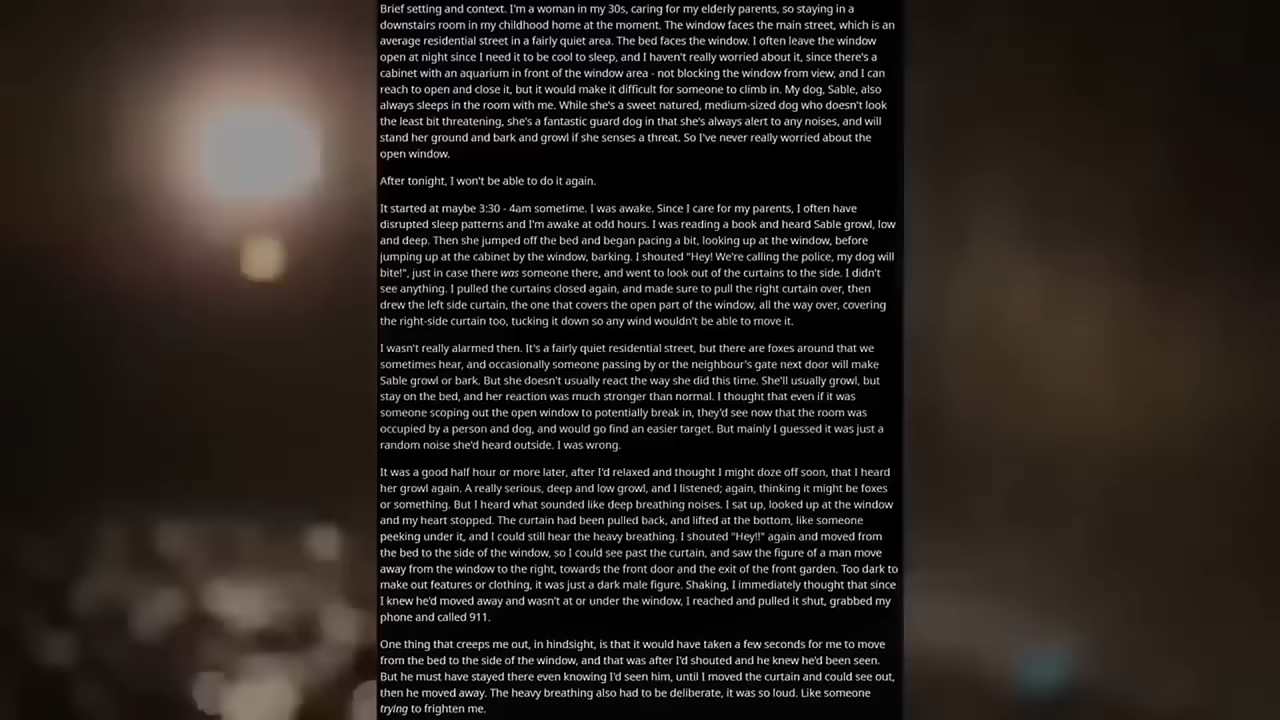 Brief setting and context. I'm a woman in my 30s, caring for my elderly parents, so staying in a
downstairs room in my childhood home at the moment. The window faces the main street, which is an
average residential street in a fairly quiet area. The bed faces the window. I often leave the window
open at night since I need it to be cool to sleep, and I haven't really worried about it, since there's a
cabinet with an aquarium in front of the window area - not blocking the window from view, and I can
reach to open and close it, but it would make it difficult for someone to climb in. My dog, Sable, also
always sleeps in the room with me. While she's a sweet natured, medium-sized dog who doesn't look
the least bit threatening, she's a fantastic guard dog in that she's always alert to any noises, and will
stand her ground and bark and growl if she senses a threat. So I've never really worried about the
open window.
After tonight, I won't be able to do it again.
It started at maybe 3:30 - 4am sometime. I was awake. Since I care for my parents, I often have
disrupted sleep patterns and I'm awake at odd hours. I was reading a book and heard Sable growl, low
and deep. Then she jumped off the bed and began pacing a bit, looking up at the window, before
jumping up at the cabinet by the window, barking. I shouted "Hey! We're calling the police, my dog will
bite!", just in case there was someone there, and went to look out of the curtains to the side. I didn't
see anything. I pulled the curtains closed again, and made sure to pull the right curtain over, then
drew the left side curtain, the one that covers the open part of the window, all the way over, covering
the right-side curtain too, tucking it down so any wind wouldn't be able to move it.
I wasn't really alarmed then. It's a fairly quiet residential street, but there are foxes around that we
sometimes hear, and occasionally someone passing by or the neighbour's gate next door will make
Sable growl or bark. But she doesn't usually react the way she did this time. She'll usually growl, but
stay on the bed, and her reaction was much stronger than normal. I thought that even if it was
someone scoping out the open window to potentially break in, they'd see now that the room was
occupied by a person and dog, and would go find an easier target. But mainly I guessed it was just a
random noise she'd heard outside. I was wrong.
It was a good half hour or more later, after I'd relaxed and thought I might doze off soon, that I heard
her growl again. A really serious, deep and low growl, and I listened; again, thinking it might be foxes
or something. But I heard what sounded like deep breathing noises. I sat up, looked up at the window
and my heart stopped. The curtain had been pulled back, and lifted at the bottom, like someone
peeking under it, and I could still hear the heavy breathing. I shouted "Hey!!" again and moved from
the bed to the side of the window, so I could see past the curtain, and saw the figure of a man move
away from the window to the right, towards the front door and the exit of the front garden. Too dark to
make out features or clothing, it was just a dark male figure. Shaking, I immediately thought that since
I knew he'd moved away and wasn't at or under the window, I reached and pulled it shut, grabbed my
phone and called 911.
One thing that creeps me out, in hindsight, is that it would have taken a few seconds for me to move
from the bed to the side of the window, and that was after I'd shouted and he knew he'd been seen.
But he must have stayed there even knowing I'd seen him, until I moved the curtain and could see out,
then he moved away. The heavy breathing also had to be deliberate, it was so loud. Like someone
trying to frighten me.